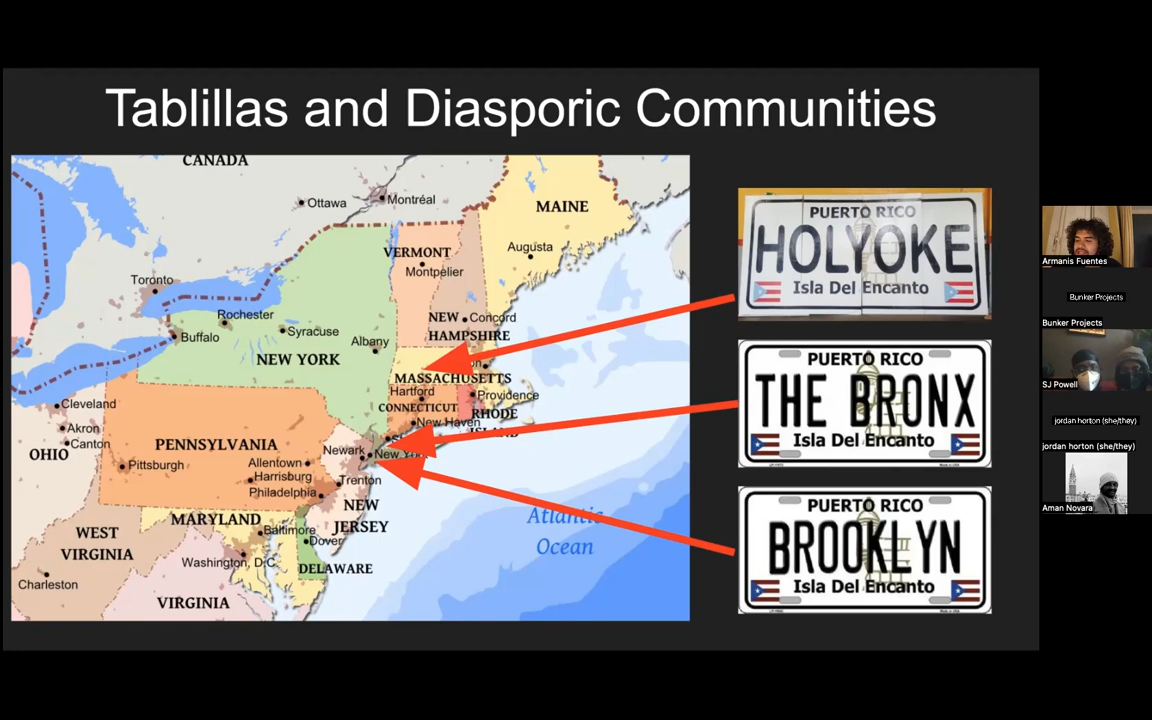 Tablillas and Diasporic Communities
CANADA
Ottawa
Montréal
MAINE
VERMONT
Montpelier
Augusta
Toronto
Rochester
Buffalo
Syracuse
Albany
NEW
Concord
HAMPSHIRE
NEW YORK
MASSACHUSETTS
Hartford
Providence
CONNECTICUT
RHODE
ISLAND
New Haven
Cleveland
Akron
Canton
OHIO
PENNSYLVANIA
Pittsburgh
Allentown
Harrisburg
Philadelphia
Newark
New York
Trenton
NEW
JERSEY
WEST
VIRGINIA
MARYLAND
Baltimore
Dover
Washington, D.C.
DELAWARE
Charleston
VIRGINIA
Atlantic
Ocean
PUERTO RICO
HOLYOKE
Isla Del Encanto
PUERTO RICO
THE BRONX
Isla Del Encanto
PUERTO RICO
BROOKLYN
Isla Del Encanto
Armanis Fuentes
Bunker Projects
Bunker Projects
SJ Powell
jordan horton (she/they)
jordan horton (she/they)
Aman Novara